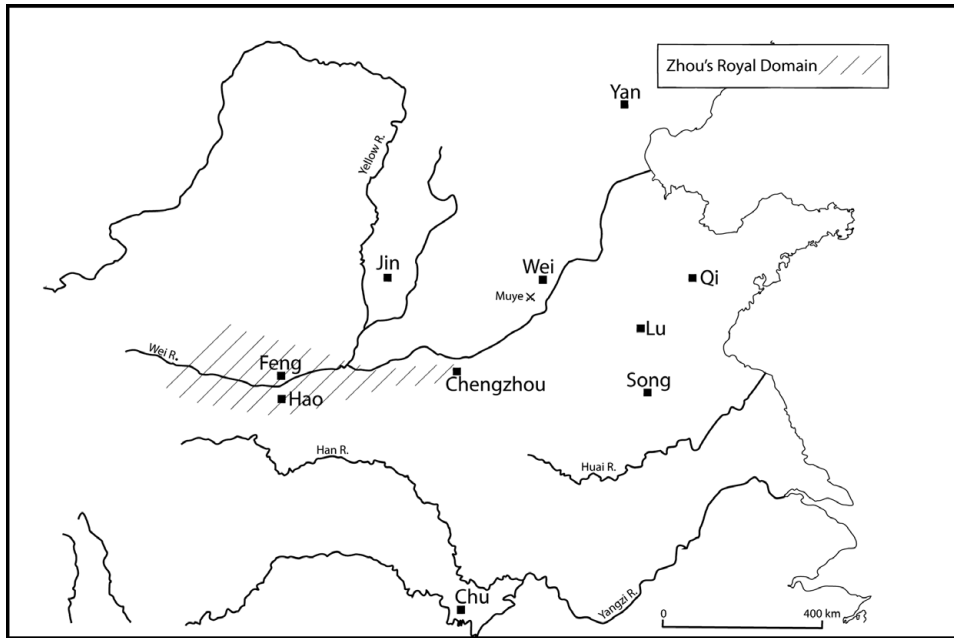 Zhou's Royal Domain
Yan
Yellow R.
Jin
Wei
Qi
Muye
Lu
Wei R.
Feng
Chengzhou
Song
Hao
Han R.
Huai R.
Chu
Yangzi R.
0
400 km